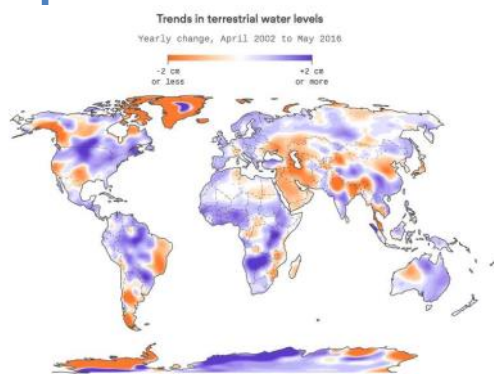 Trends in terrestrial water levels
Yearly change, April 2002 to May 2016
-2 cm
or less
+2 cm
or more